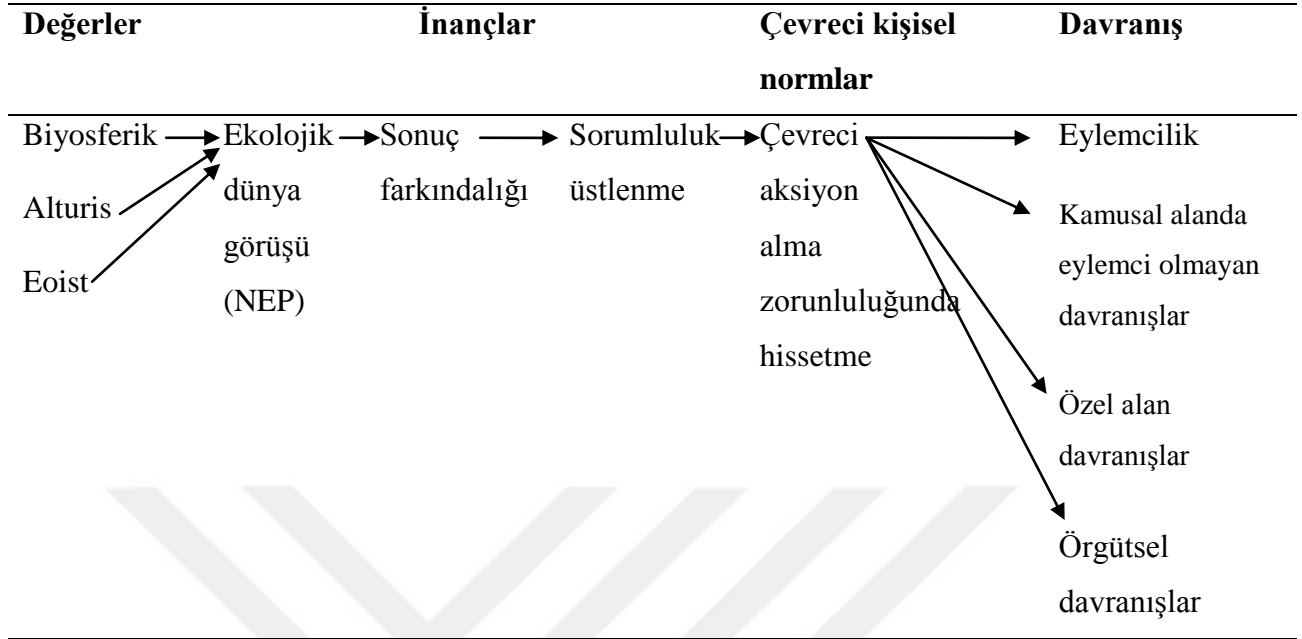 Değerler İnançlar Çevreci kişisel Davranış
normlar
Biyosferik Ekolojik Sonuç Sorumluluk Çevreci Eylemcilik
dünya farkındalığı üstlenme aksiyon
Alturis Kamusal alanda
görüşü alma eylemci olmayan
Eoist
(NEP) zorunluluğunda davranışlar
hissetme
Özel alan
davranışlar
Örgütsel
davranışlar